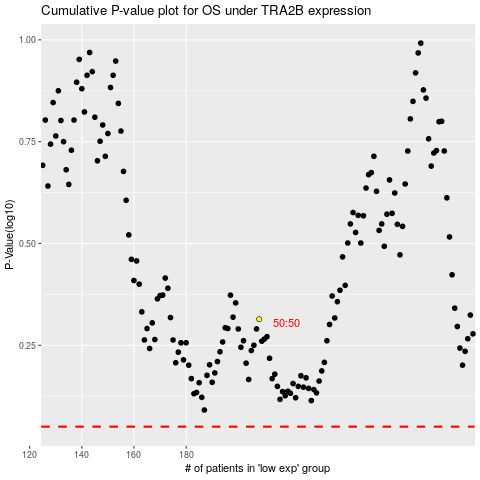 Cumulative P-value plot for OS under TRA2B expression
1.00
0.75
0.50
0.25
P-Value(log10)
50:50
120 140 160 180
# of patients in 'low exp' group